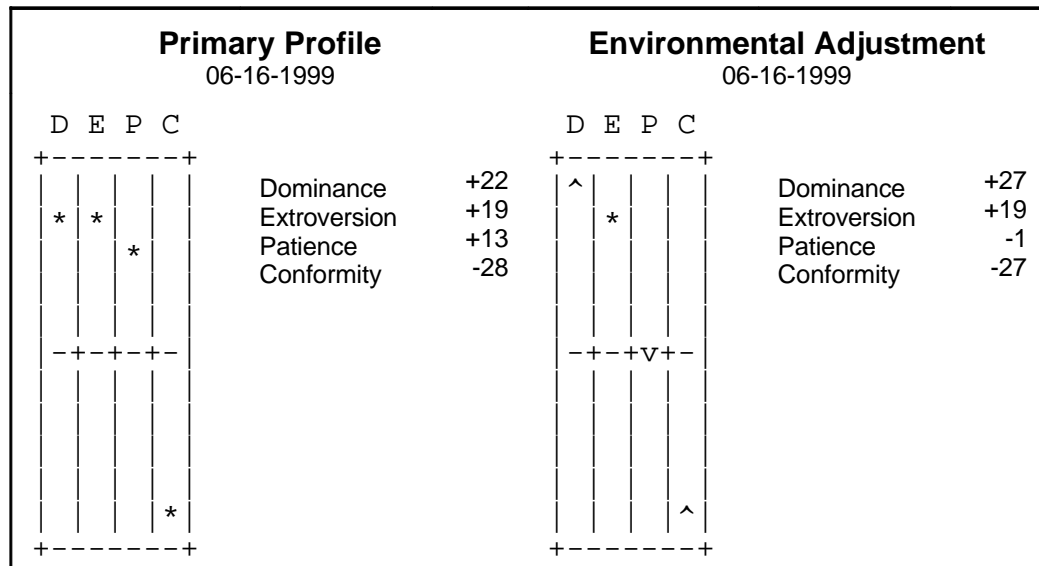 Primary Profile
06-16-1999
D E P C
+-------+
| | | | |
|*|*| | |
| | |*| |
| | | | |
| | | | |
|-+-+-+-|
| | | | |
| | | | |
| | | | |
| | | | |
| | | |*|
+-------+
Dominance +22
Extroversion +19
Patience +13
Conformity -28
Environmental Adjustment
06-16-1999
D E P C
+-------+
|^| | | |
| |*| | |
| | | | |
| | | | |
| | | | |
|-+-+v+-|
| | | | |
| | | | |
| | | | |
| | | | |
| | | |^|
+-------+
Dominance +27
Extroversion +19
Patience -1
Conformity -27